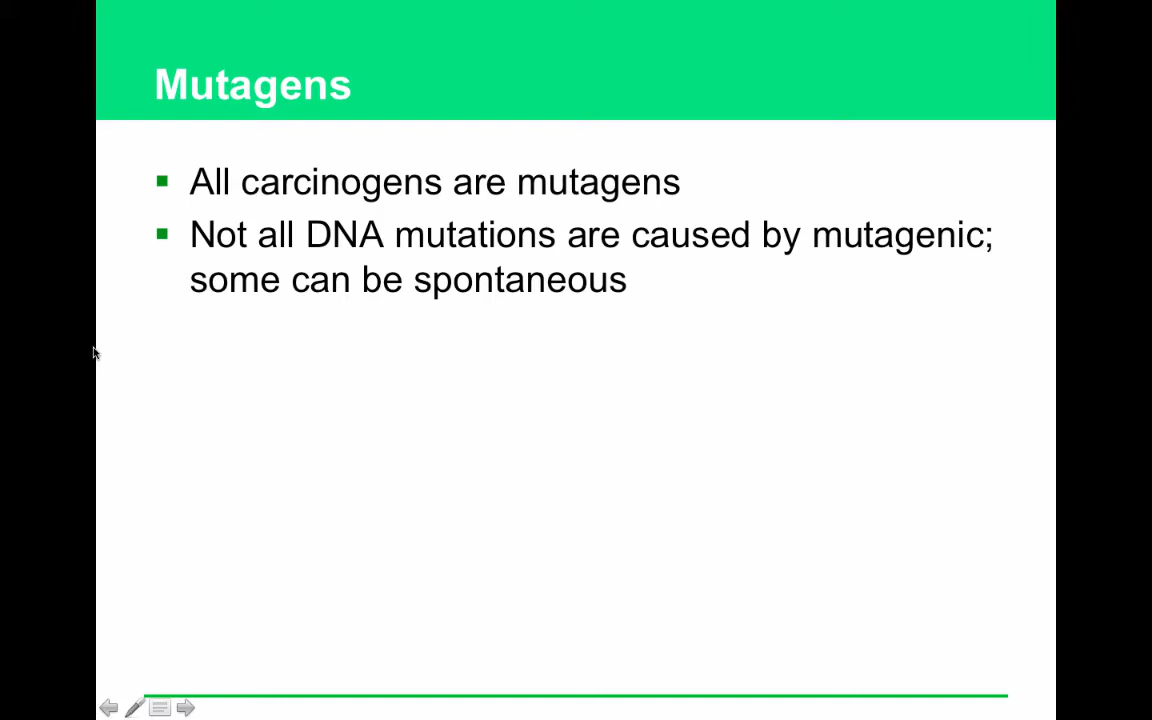 Mutagens
All carcinogens are mutagens
Not all DNA mutations are caused by mutagenic;
some can be spontaneous